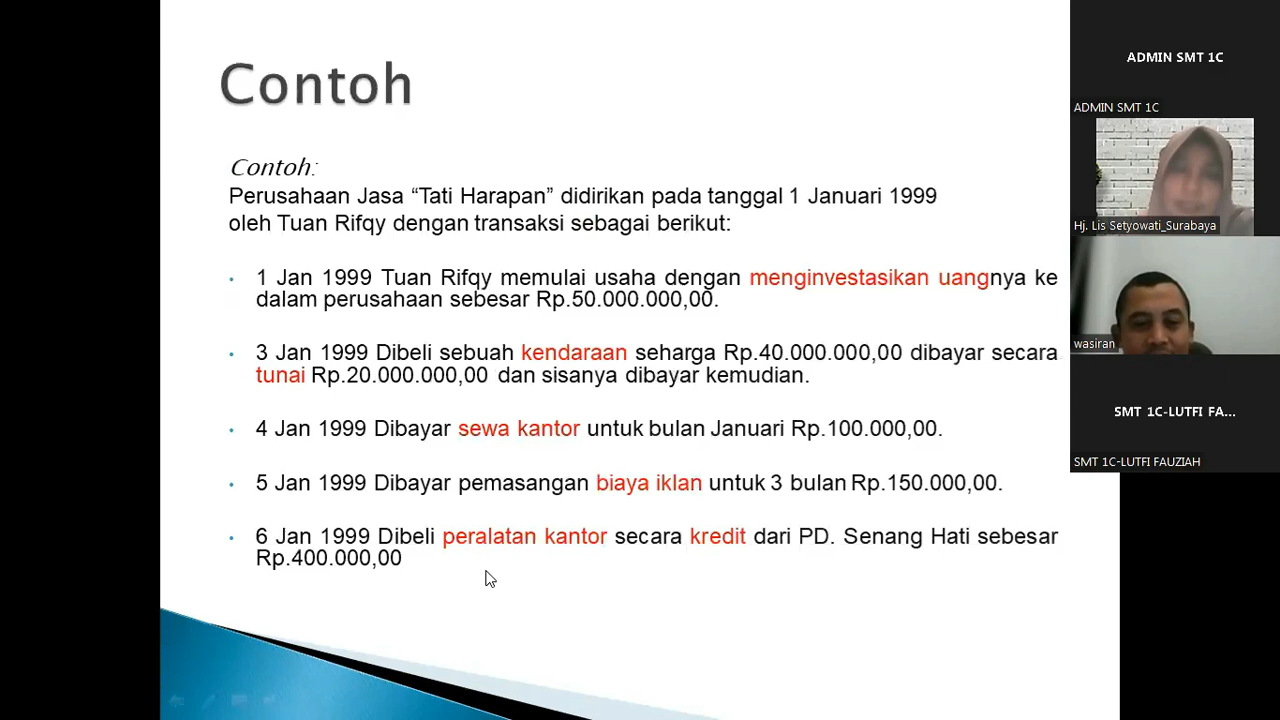 Contoh
Contoh:
Perusahaan Jasa “Tati Harapan” didirikan pada tanggal 1 Januari 1999
oleh Tuan Rifqy dengan transaksi sebagai berikut:
• 1 Jan 1999 Tuan Rifqy memulai usaha dengan menginvestasikan uangnya ke
dalam perusahaan sebesar Rp.50.000.000,00.
• 3 Jan 1999 Dibeli sebuah kendaraan seharga Rp.40.000.000,00 dibayar secara
tunai Rp.20.000.000,00 dan sisanya dibayar kemudian.
• 4 Jan 1999 Dibayar sewa kantor untuk bulan Januari Rp.100.000,00.
• 5 Jan 1999 Dibayar pemasangan biaya iklan untuk 3 bulan Rp.150.000,00.
• 6 Jan 1999 Dibeli peralatan kantor secara kredit dari PD. Senang Hati sebesar
Rp.400.000,00
ADMIN SMT 1C
ADMIN SMT 1C
Hj. Lis Setyowati_Surabaya
wasiran
SMT 1C-LUTFI FA...
SMT 1C-LUTFI FAUZIAH